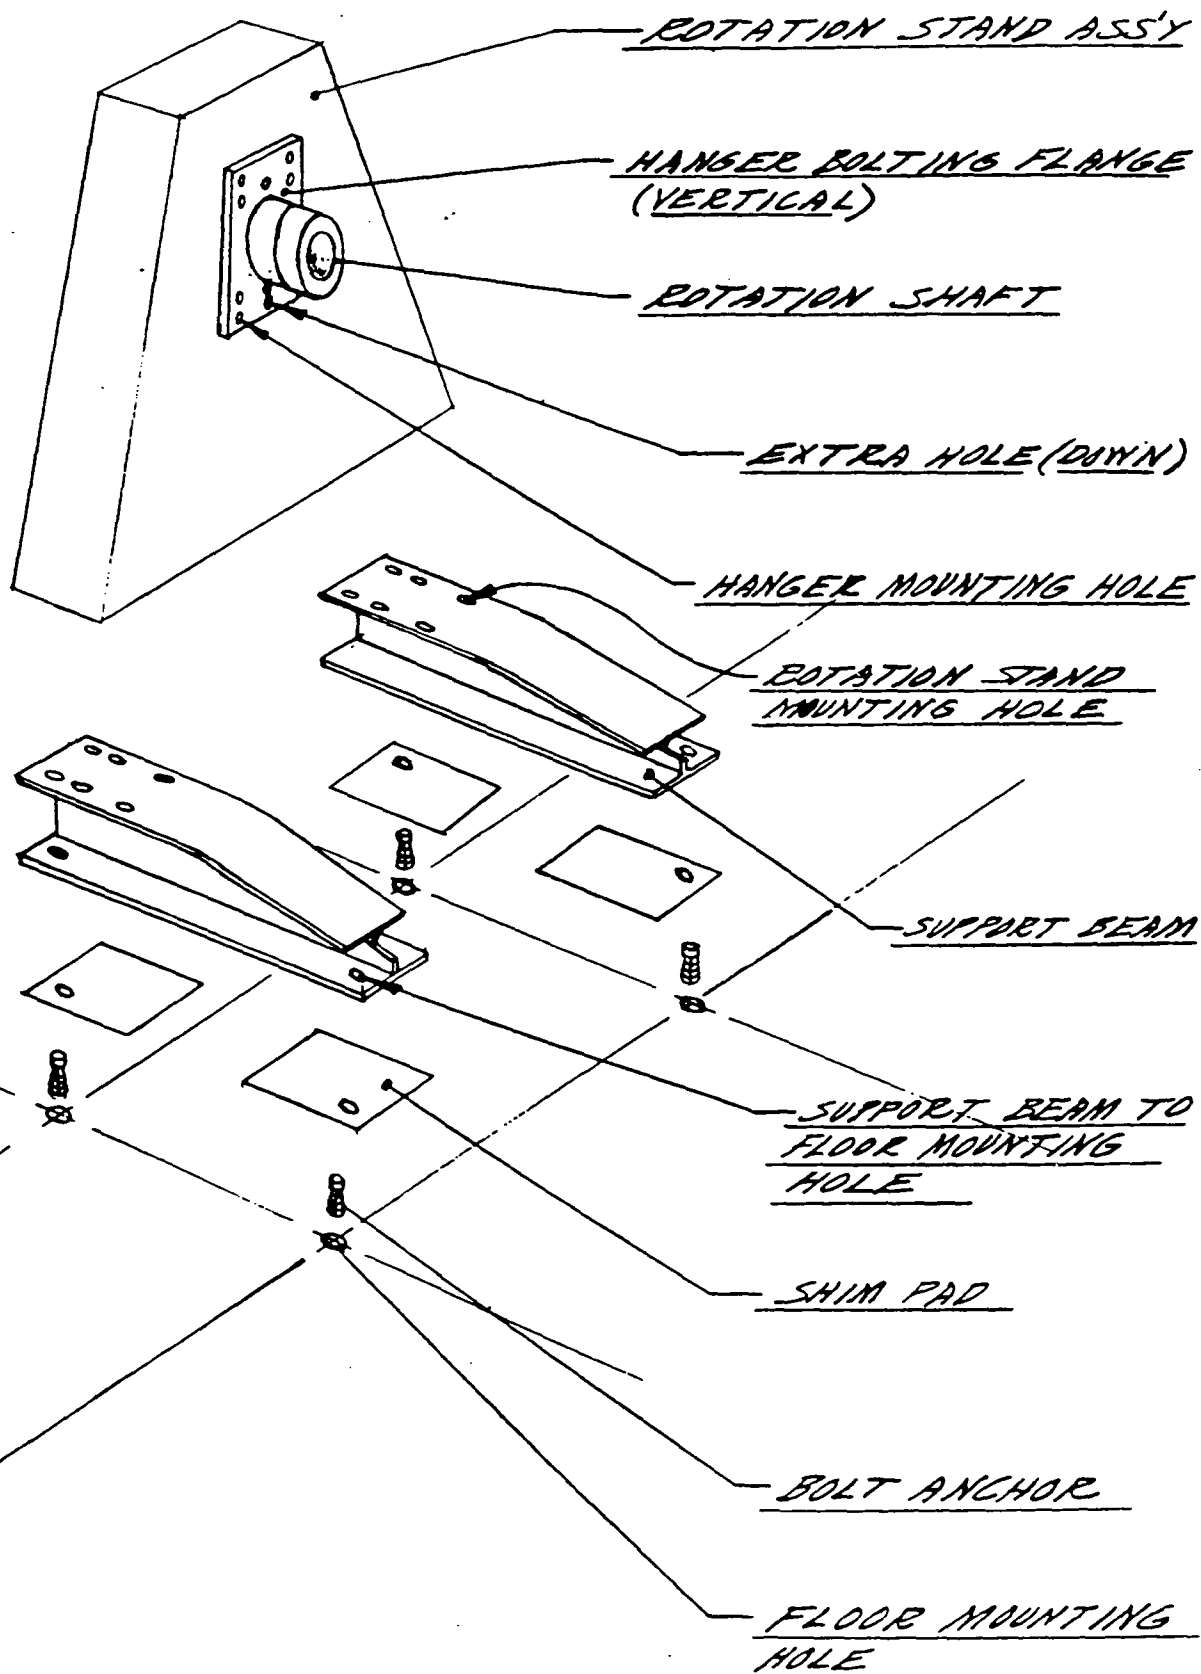 ROTATION STAND ASS'Y
HANGER BOLTING FLANGE
(VERTICAL)
ROTATION SHAFT
EXTRA HOLE (DOWN)
HANGER MOUNTING HOLE
ROTATION STAND
MOUNTING HOLE
SUPPORT BEAM
SUPPORT BEAM TO
FLOOR MOUNTING
HOLE
SHIM PAD
BOLT ANCHOR
FLOOR MOUNTING
HOLE